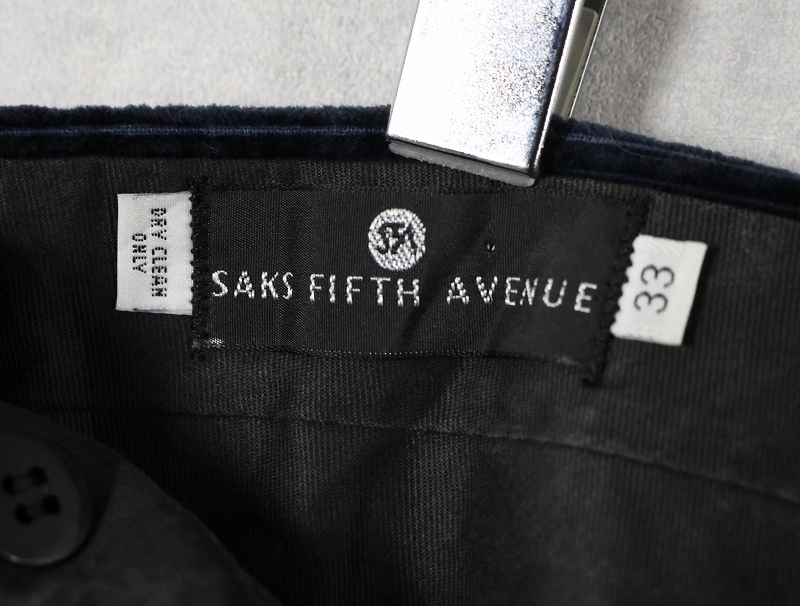 DRY CLEAN
ONLY
SFA
SAKS FIFTH AVENUE
33